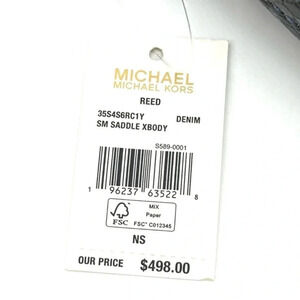 MICHAEL
MICHAEL KORS
REED
35S4S6RC1Y DENIM
SM SADDLE XBODY
S589-0001
1 96237 63522 8
FSC
MIX
Paper
FSC® C012345
NS
OUR PRICE $498.00